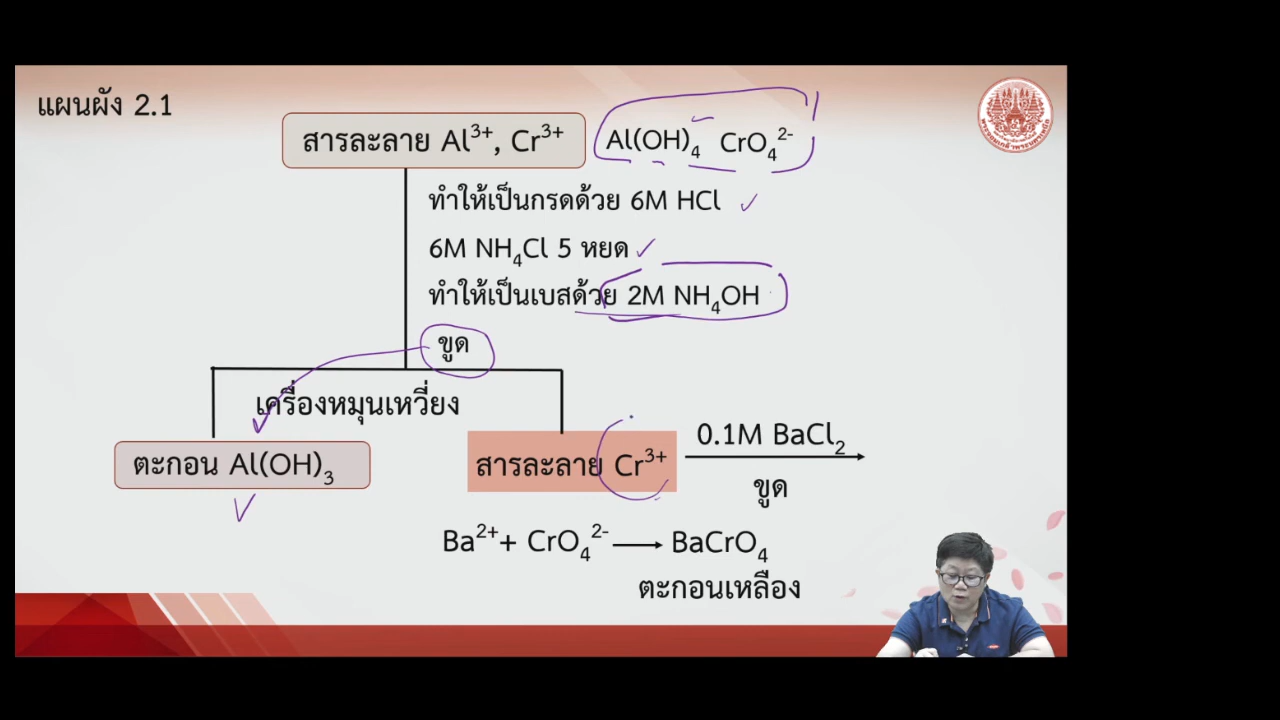 แผนผัง 2.1
สารละลาย Al³⁺, Cr³⁺ Al(OH)₄⁻ CrO₄²⁻
ทำให้เป็นกรดด้วย 6M HCl
6M NH₄Cl 5 หยด
ทำให้เป็นเบสด้วย 2M NH₄OH
ขูด
เครื่องหมุนเหวี่ยง
ตะกอน Al(OH)₃
สารละลาย Cr³⁺
0.1M BaCl₂
ขูด
Ba²⁺+ CrO₄²⁻ ⟶ BaCrO₄
ตะกอนเหลือง